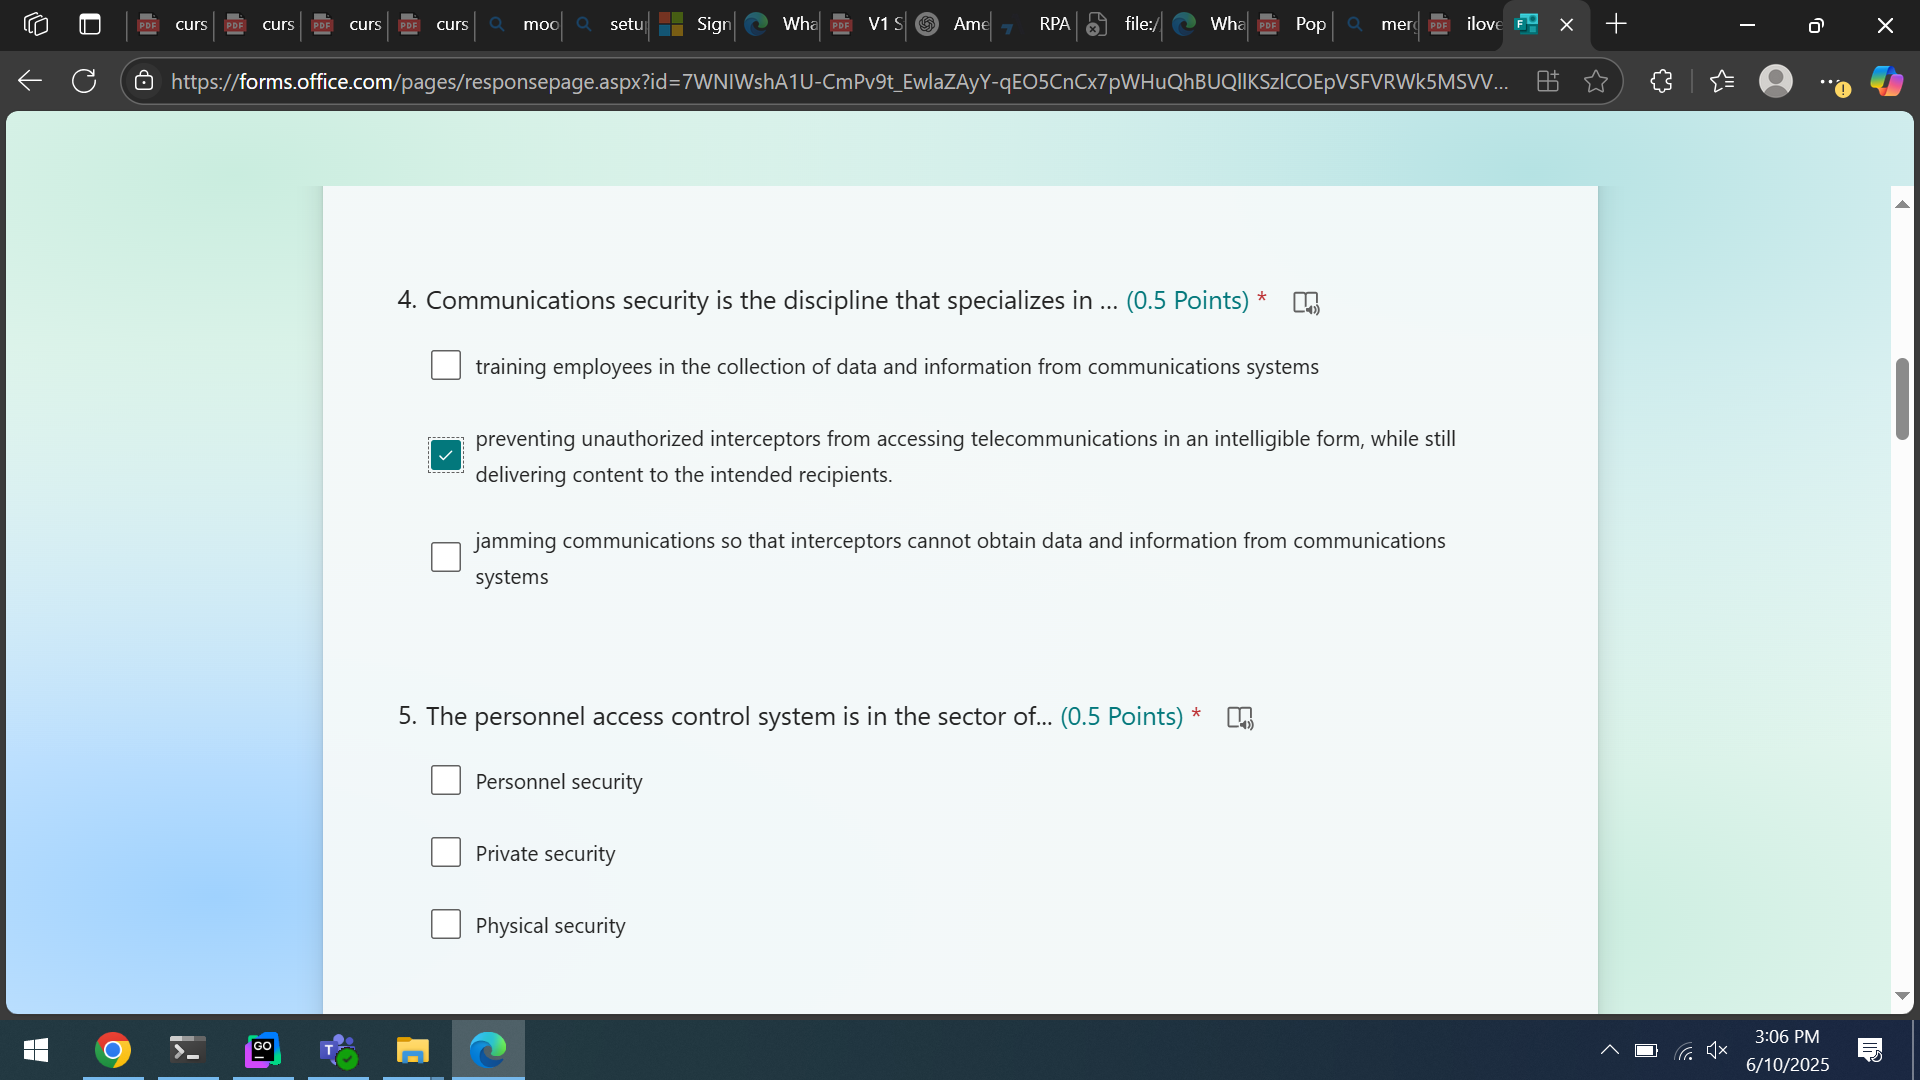 curs
curs
curs
curs
moo
setu
Sign
Wha
V1 S
Ame
RPA
file:/
Wha
Pop
mer
ilove
https://forms.office.com/pages/responsepage.aspx?id=7WNIWshA1U-CmPv9t_EwlaZAyY-qEO5CnCx7pWHuQhBUQllKSzlCOEpVSFVRWk5MSVV...
4. Communications security is the discipline that specializes in ... (0.5 Points) *
training employees in the collection of data and information from communications systems
preventing unauthorized interceptors from accessing telecommunications in an intelligible form, while still
delivering content to the intended recipients.
jamming communications so that interceptors cannot obtain data and information from communications
systems
5. The personnel access control system is in the sector of... (0.5 Points) *
Personnel security
Private security
Physical security
3:06 PM
6/10/2025